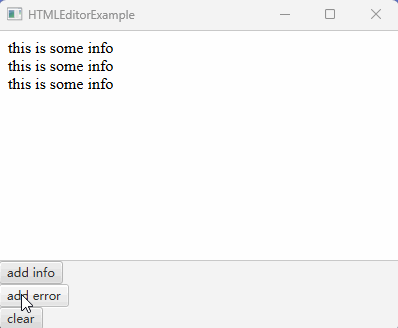 HTMLEditorExample
this is some info
this is some info
this is some info
add info
add error
clear